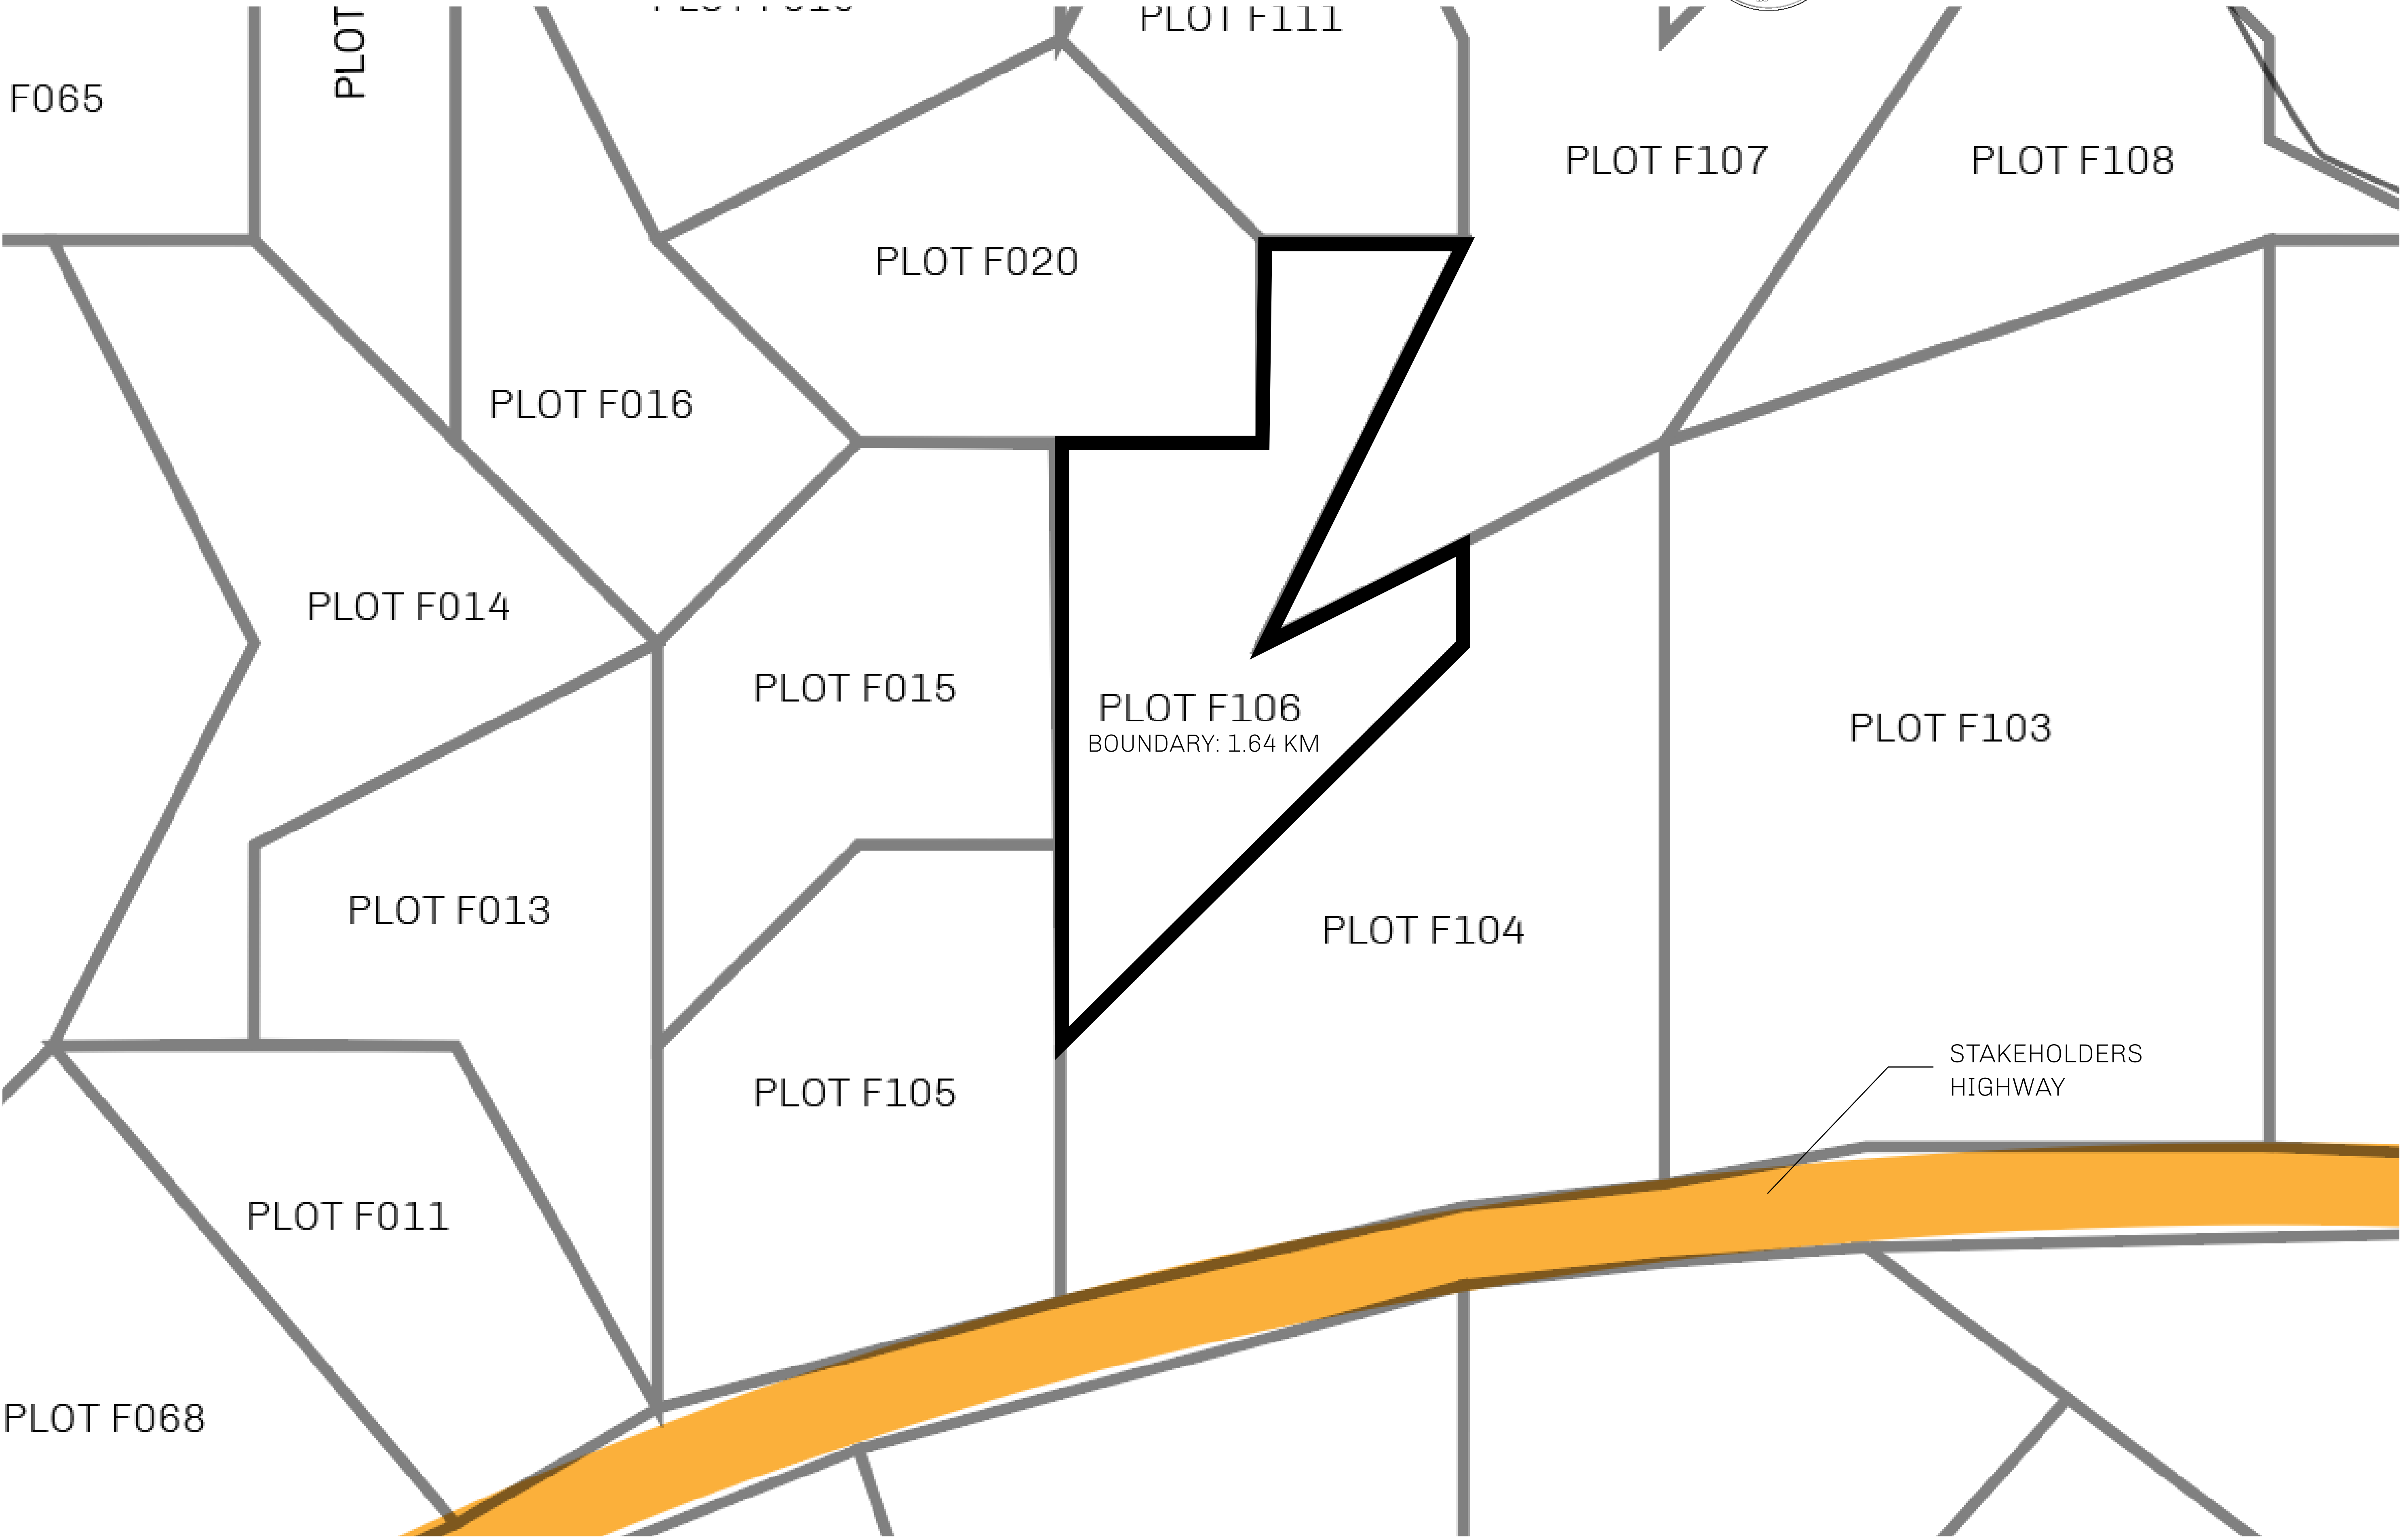 PLOT F111
PLOT
F065
PLOT F107
PLOT F108
PLOT F020
PLOT F016
PLOT F014
PLOT F015
PLOT F106
BOUNDARY: 1.64 KM
PLOT F103
PLOT F013
PLOT F104
STAKEHOLDERS
HIGHWAY
PLOT F105
PLOT F011
PLOT F068